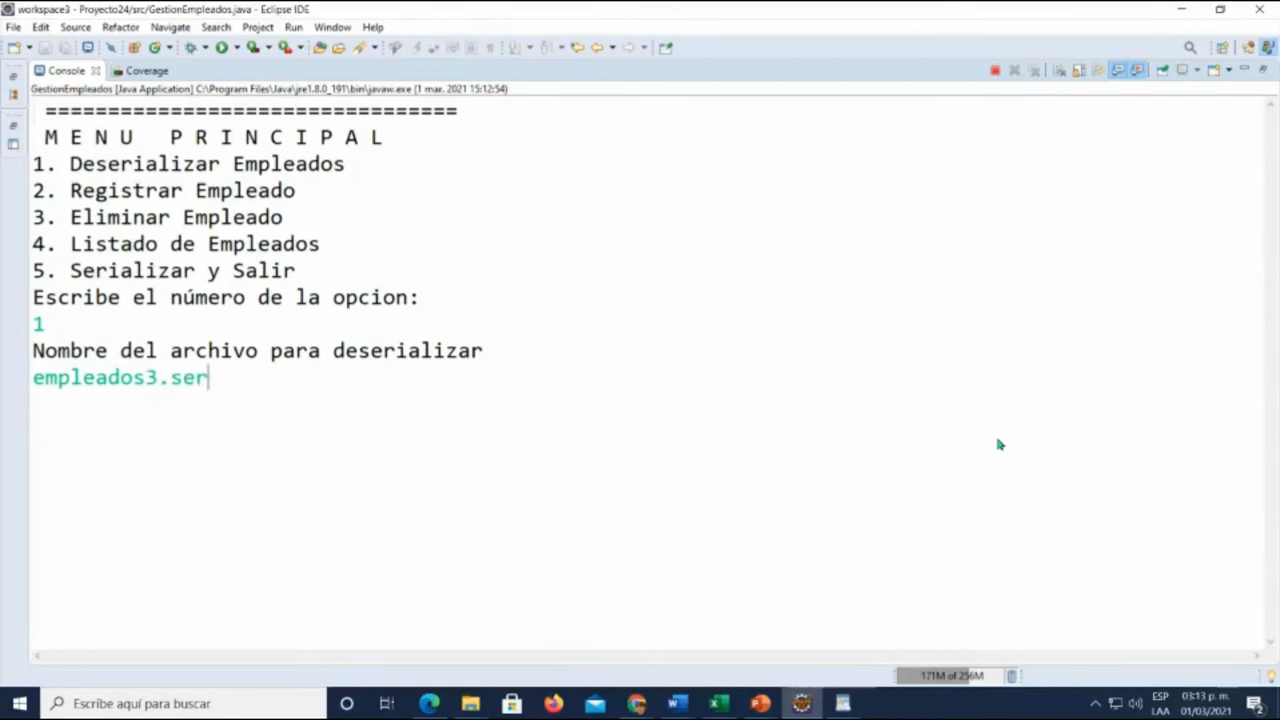 workspace3 - Proyecto24/src/GestionEmpleados.java - Eclipse IDE
File Edit Source Refactor Navigate Search Project Run Window Help
Console Coverage
GestionEmpleados [Java Application] C:\Program Files\Java\jre1.8.0_191\bin\javaw.exe (1 mar. 2021 15:12:54)
=================================
M E N U   P R I N C I P A L
1. Deserializar Empleados
2. Registrar Empleado
3. Eliminar Empleado
4. Listado de Empleados
5. Serializar y Salir
Escribe el número de la opcion:
1
Nombre del archivo para deserializar
empleados3.ser
171M of 256M
Escribe aquí para buscar
ESP 03:13 p. m.
LAA 01/03/2021
2